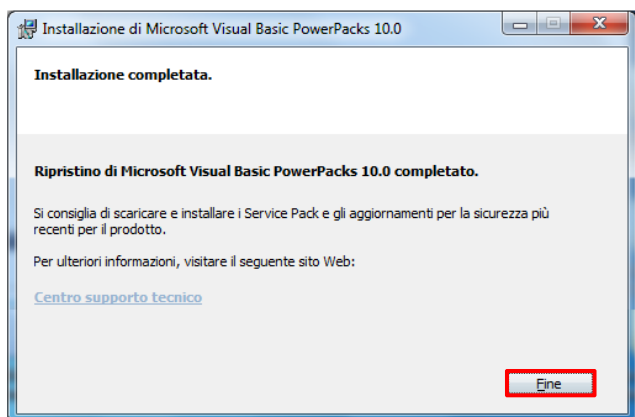 Installazione di Microsoft Visual Basic PowerPacks 10.0
Installazione completata.
Ripristino di Microsoft Visual Basic PowerPacks 10.0 completato.
Si consiglia di scaricare e installare i Service Pack e gli aggiornamenti per la sicurezza più
recenti per il prodotto.
Per ulteriori informazioni, visitare il seguente sito Web:
Centro supporto tecnico
Fine